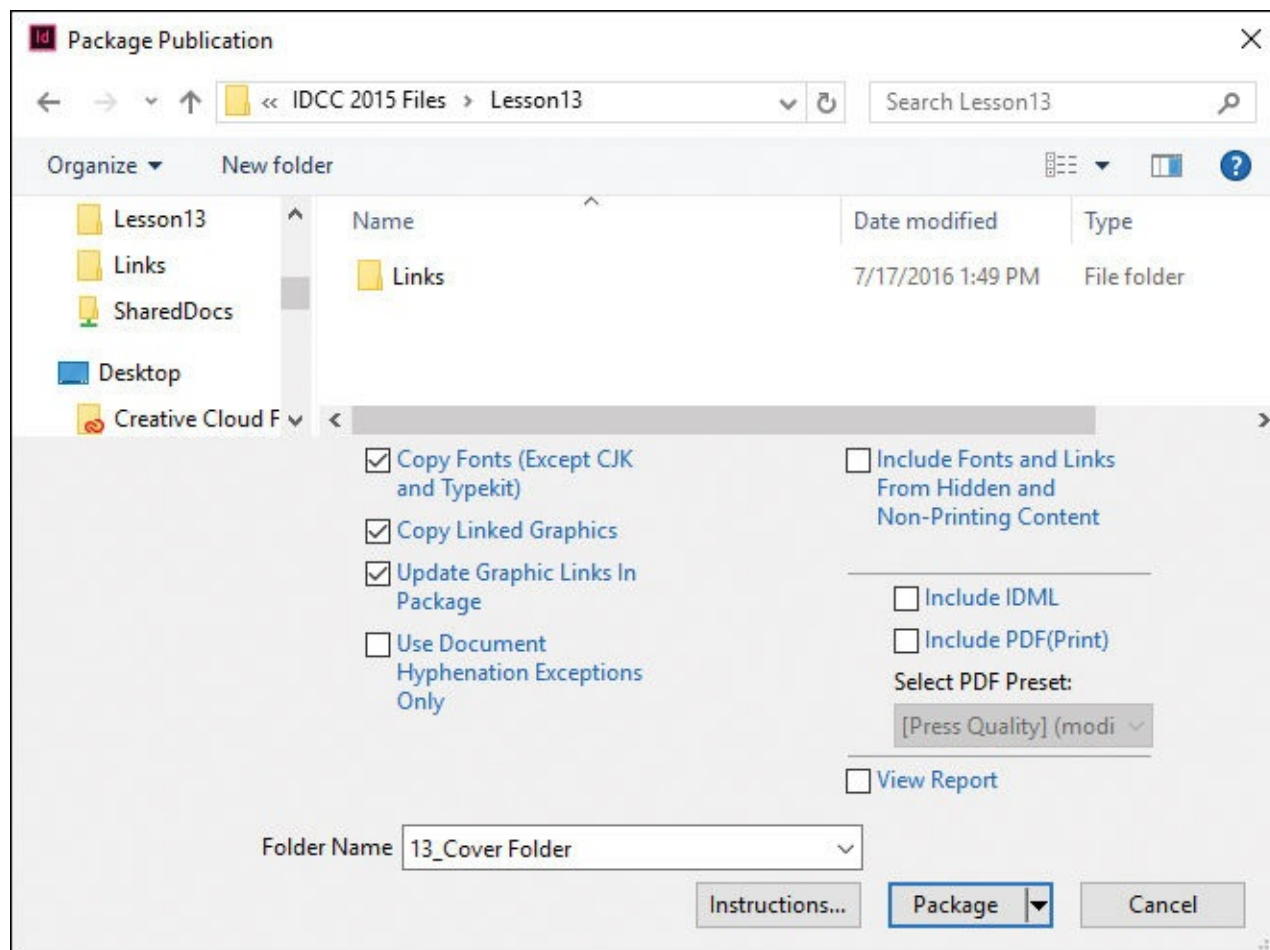 Id Package Publication
« IDCC 2015 Files > Lesson13
Search Lesson13
Organize
New folder
?
Lesson13
Links
SharedDocs
Desktop
Creative Cloud F
Name
Date modified
Type
Links
7/17/2016 1:49 PM
File folder
Copy Fonts (Except CJK
and Typekit)
Copy Linked Graphics
Update Graphic Links In
Package
Use Document
Hyphenation Exceptions
Only
Include Fonts and Links
From Hidden and
Non-Printing Content
Include IDML
Include PDF(Print)
Select PDF Preset:
[Press Quality] (modi
View Report
Folder Name
13_Cover Folder
Instructions...
Package
Cancel